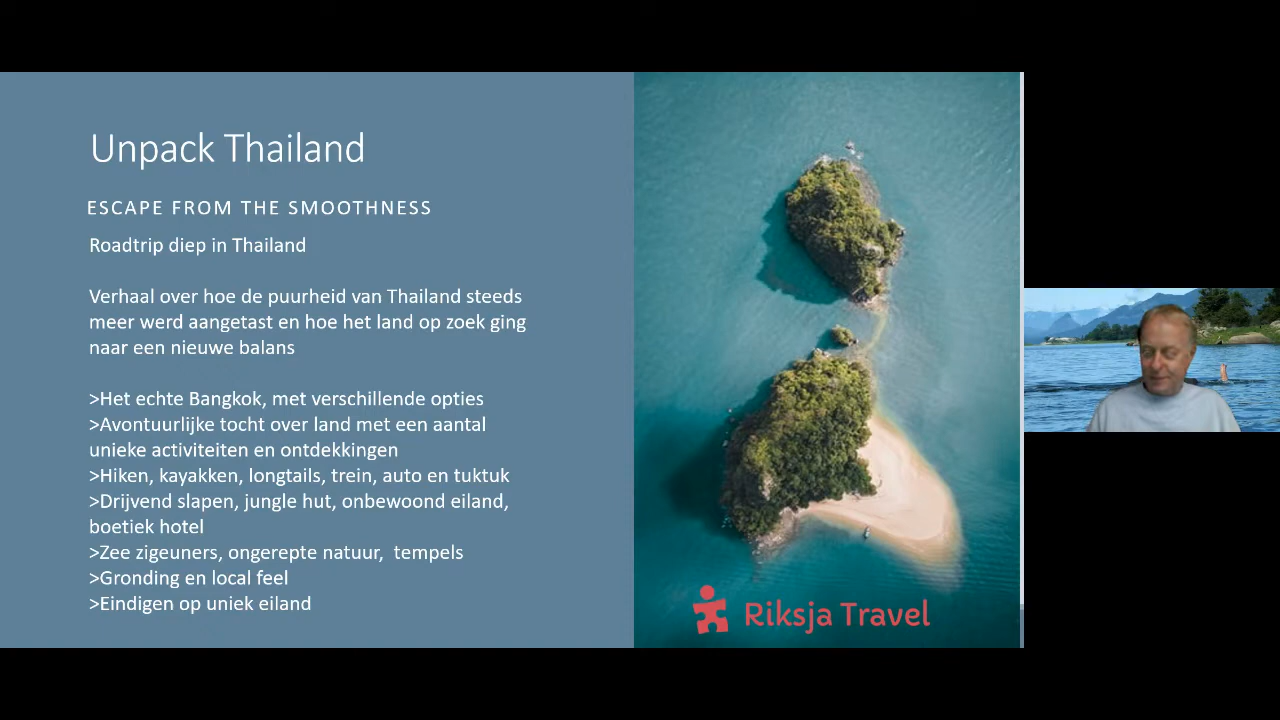 Unpack Thailand
ESCAPE FROM THE SMOOTHNESS
Roadtrip diep in Thailand
Verhaal over hoe de puurheid van Thailand steeds
meer werd aangetast en hoe het land op zoek ging
naar een nieuwe balans
>Het echte Bangkok, met verschillende opties
>Avontuurlijke tocht over land met een aantal
unieke activiteiten en ontdekkingen
>Hiken, kayakken, longtails, trein, auto en tuktuk
>Drijvend slapen, jungle hut, onbewoond eiland,
boetiek hotel
>Zee zigeuners, ongerepte natuur,  tempels
>Gronding en local feel
>Eindigen op uniek eiland
Riksja Travel